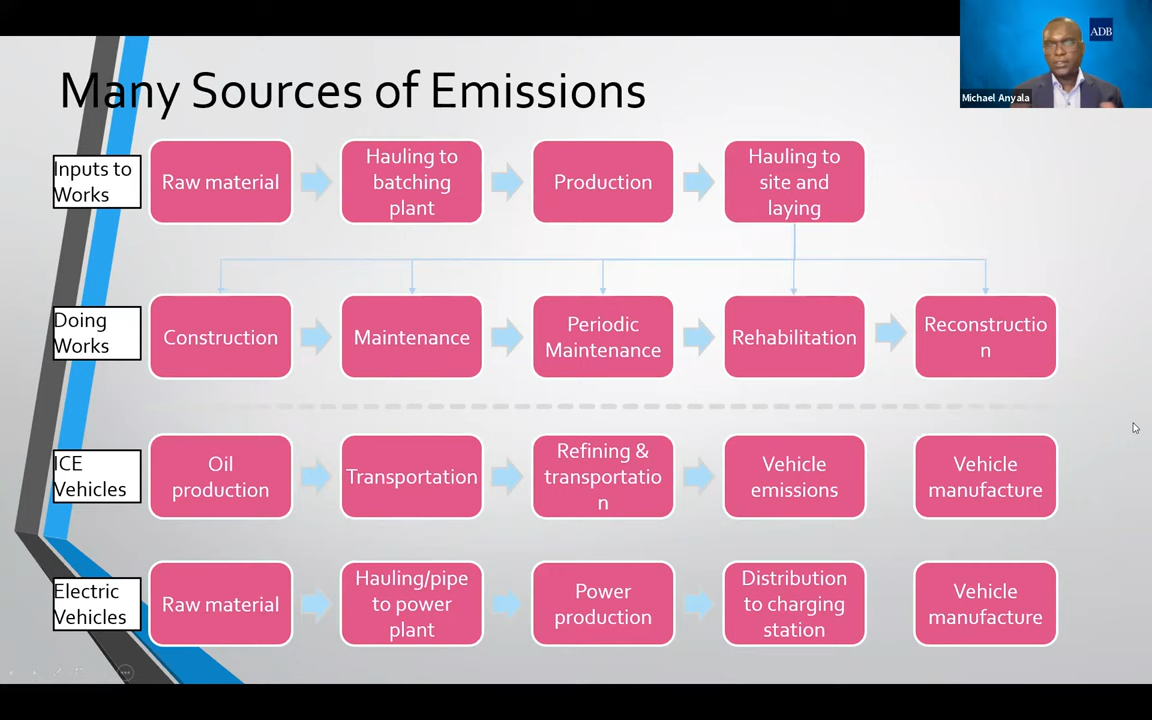 ADB
Michael Anyala
Many Sources of Emissions
Inputs to
Works
Raw material
Hauling to
batching
plant
Production
Hauling to
site and
laying
Doing
Works
Construction
Maintenance
Periodic
Maintenance
Rehabilitation
Reconstructio
n
ICE
Vehicles
Oil
production
Transportation
Refining &
transportatio
n
Vehicle
emissions
Vehicle
manufacture
Electric
Vehicles
Raw material
Hauling/pipe
to power
plant
Power
production
Distribution
to charging
station
Vehicle
manufacture